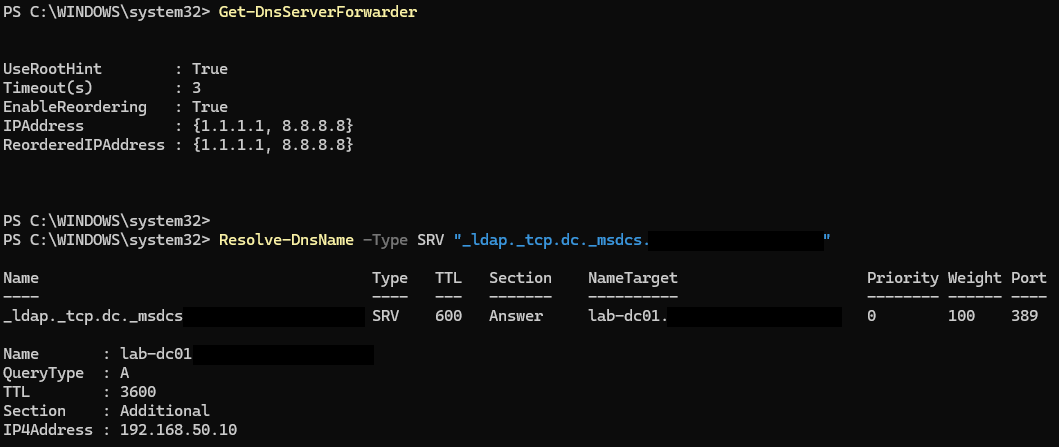 PS C:\WINDOWS\system32> Get-DnsServerForwarder
UseRootHint : True
Timeout(s) : 3
EnableReordering : True
IPAddress : {1.1.1.1, 8.8.8.8}
ReorderedIPAddress : {1.1.1.1, 8.8.8.8}
PS C:\WINDOWS\system32>
PS C:\WINDOWS\system32> Resolve-DnsName -Type SRV "_ldap._tcp.dc._msdcs. "
Name Type TTL Section NameTarget Priority Weight Port
---- ---- --- ------- ---------- -------- ------ ----
_ldap._tcp.dc._msdcs SRV 600 Answer lab-dc01. 0 100 389
Name : lab-dc01
QueryType : A
TTL : 3600
Section : Additional
IP4Address : 192.168.50.10